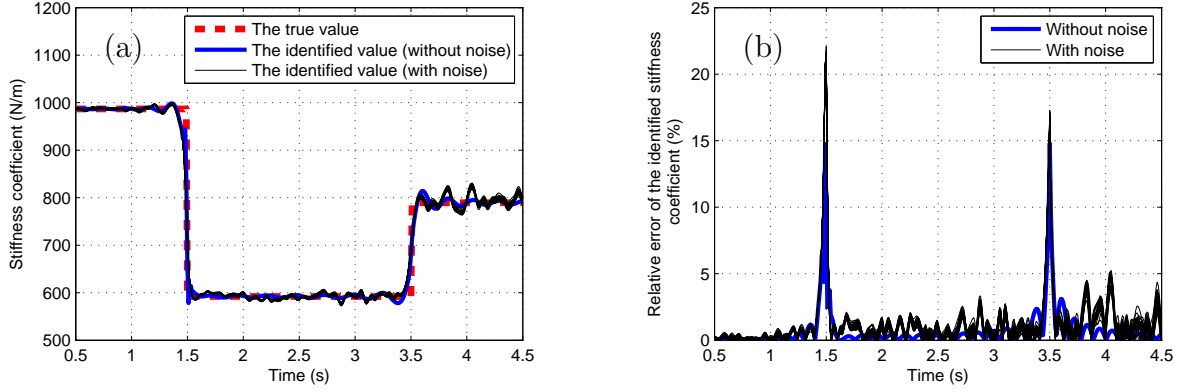 (a)
The true value
The identified value (without noise)
The identified value (with noise)
Stiffness coefficient (N/m)
1200
1100
1000
900
800
700
600
500
0.5 1 1.5 2 2.5 3 3.5 4 4.5
Time (s)
(b)
Without noise
With noise
Relative error of the identified stiffness
coefficient (%)
25
20
15
10
5
0
0.5 1 1.5 2 2.5 3 3.5 4 4.5
Time (s)